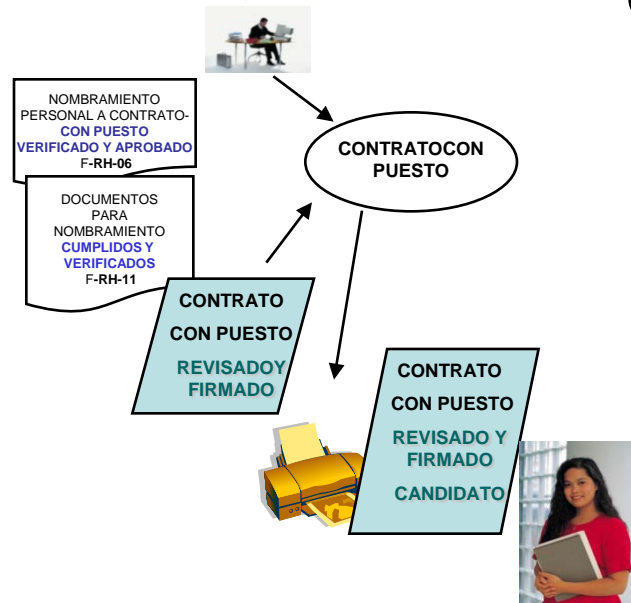 NOMBRAMIENTO
PERSONAL A CONTRATO-
CON PUESTO
VERIFICADO Y APROBADO
F-RH-06
DOCUMENTOS
PARA
NOMBRAMIENTO
CUMPLIDOS Y
VERIFICADOS
F-RH-11
CONTRATOCON
PUESTO
CONTRATO
CON PUESTO
REVISADOY
FIRMADO
CONTRATO
CON PUESTO
REVISADO Y
FIRMADO
CANDIDATO